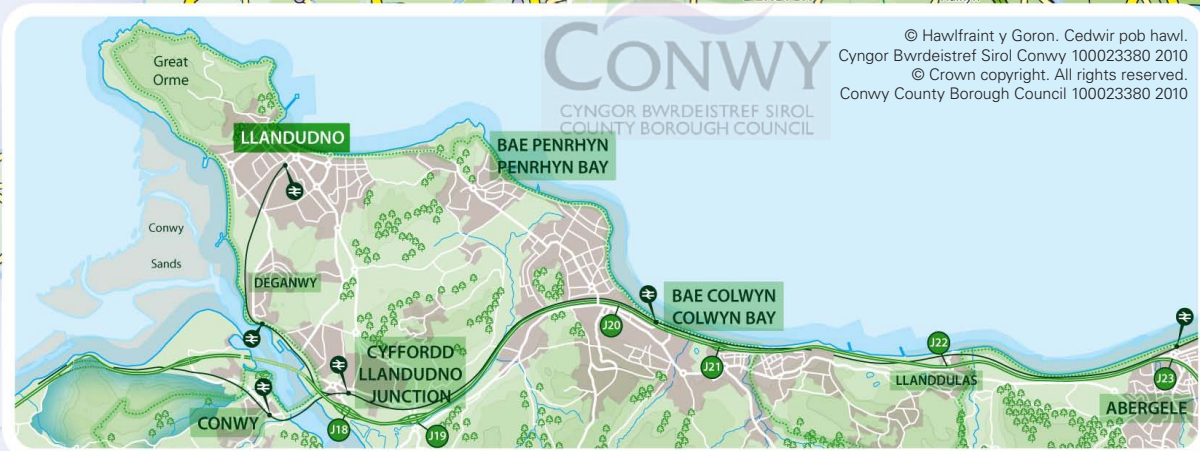 © Hawlfraint y Goron. Cedwir pob hawl.
Cyngor Bwrdeistref Sirol Conwy 100023380 2010
© Crown copyright. All rights reserved.
Conwy County Borough Council 100023380 2010
CONWY
CYNGOR BWRDEISTREF SIROL
COUNTY BOROUGH COUNCIL
Great
Orme
LLANDUDNO
BAE PENRHYN
PENRHYN BAY
Conwy
Sands
DEGANWY
BAE COLWYN
COLWYN BAY
J20
J21
J22
LLANDDULAS
J23
ABERGELE
CYFFORDD
LLANDUDNO
JUNCTION
CONWY
J18
J19